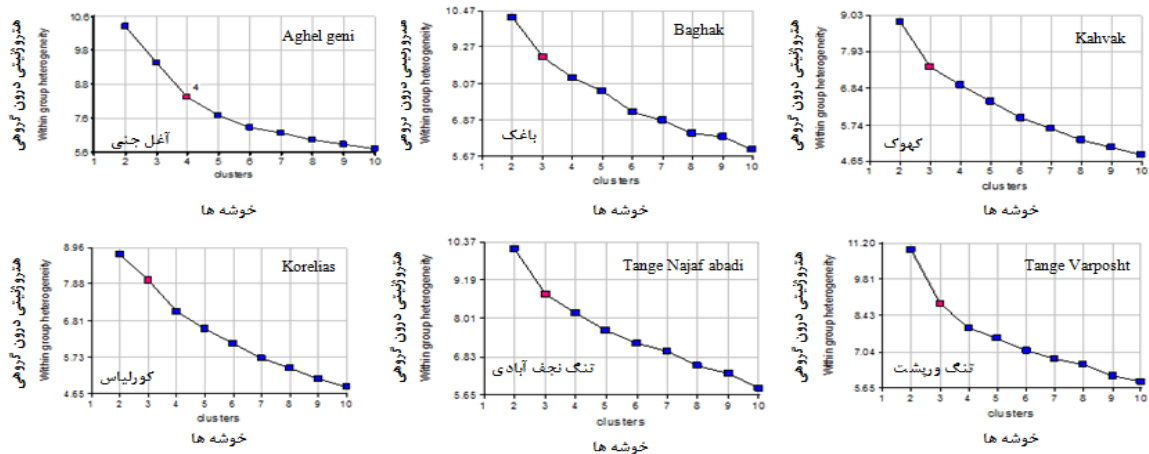 10.6
9.8
8.8
7.6
5.6
هتروژنیتی درون گروهی
Within group heterogeneity
Aghel geni
4
آغل جنی
1 2 3 4 5 6 7 8 9 10
clusters
خوشه ها
10.47
9.27
8.07
6.87
5.67
هتروژنیتی درون گروهی
Within group heterogeneity
Baghak
باغک
1 2 3 4 5 6 7 8 9 10
clusters
خوشه ها
9.03
7.93
6.84
5.74
4.65
هتروژنیتی درون گروهی
Within group heterogeneity
Kahvak
کهوک
1 2 3 4 5 6 7 8 9 10
clusters
خوشه ها
8.96
7.88
6.81
5.73
4.65
هتروژنیتی درون گروهی
Within group heterogeneity
Korelias
کورلیاس
1 2 3 4 5 6 7 8 9 10
clusters
خوشه ها
10.37
9.19
8.01
6.83
5.65
هتروژنیتی درون گروهی
Within group heterogeneity
Tange Najaf abadi
تنگ نجف آبادی
1 2 3 4 5 6 7 8 9 10
clusters
خوشه ها
11.20
9.81
8.43
7.04
5.65
هتروژنیتی درون گروهی
Within group heterogeneity
Tange Varposht
تنگ ورپشت
1 2 3 4 5 6 7 8 9 10
clusters
خوشه ها